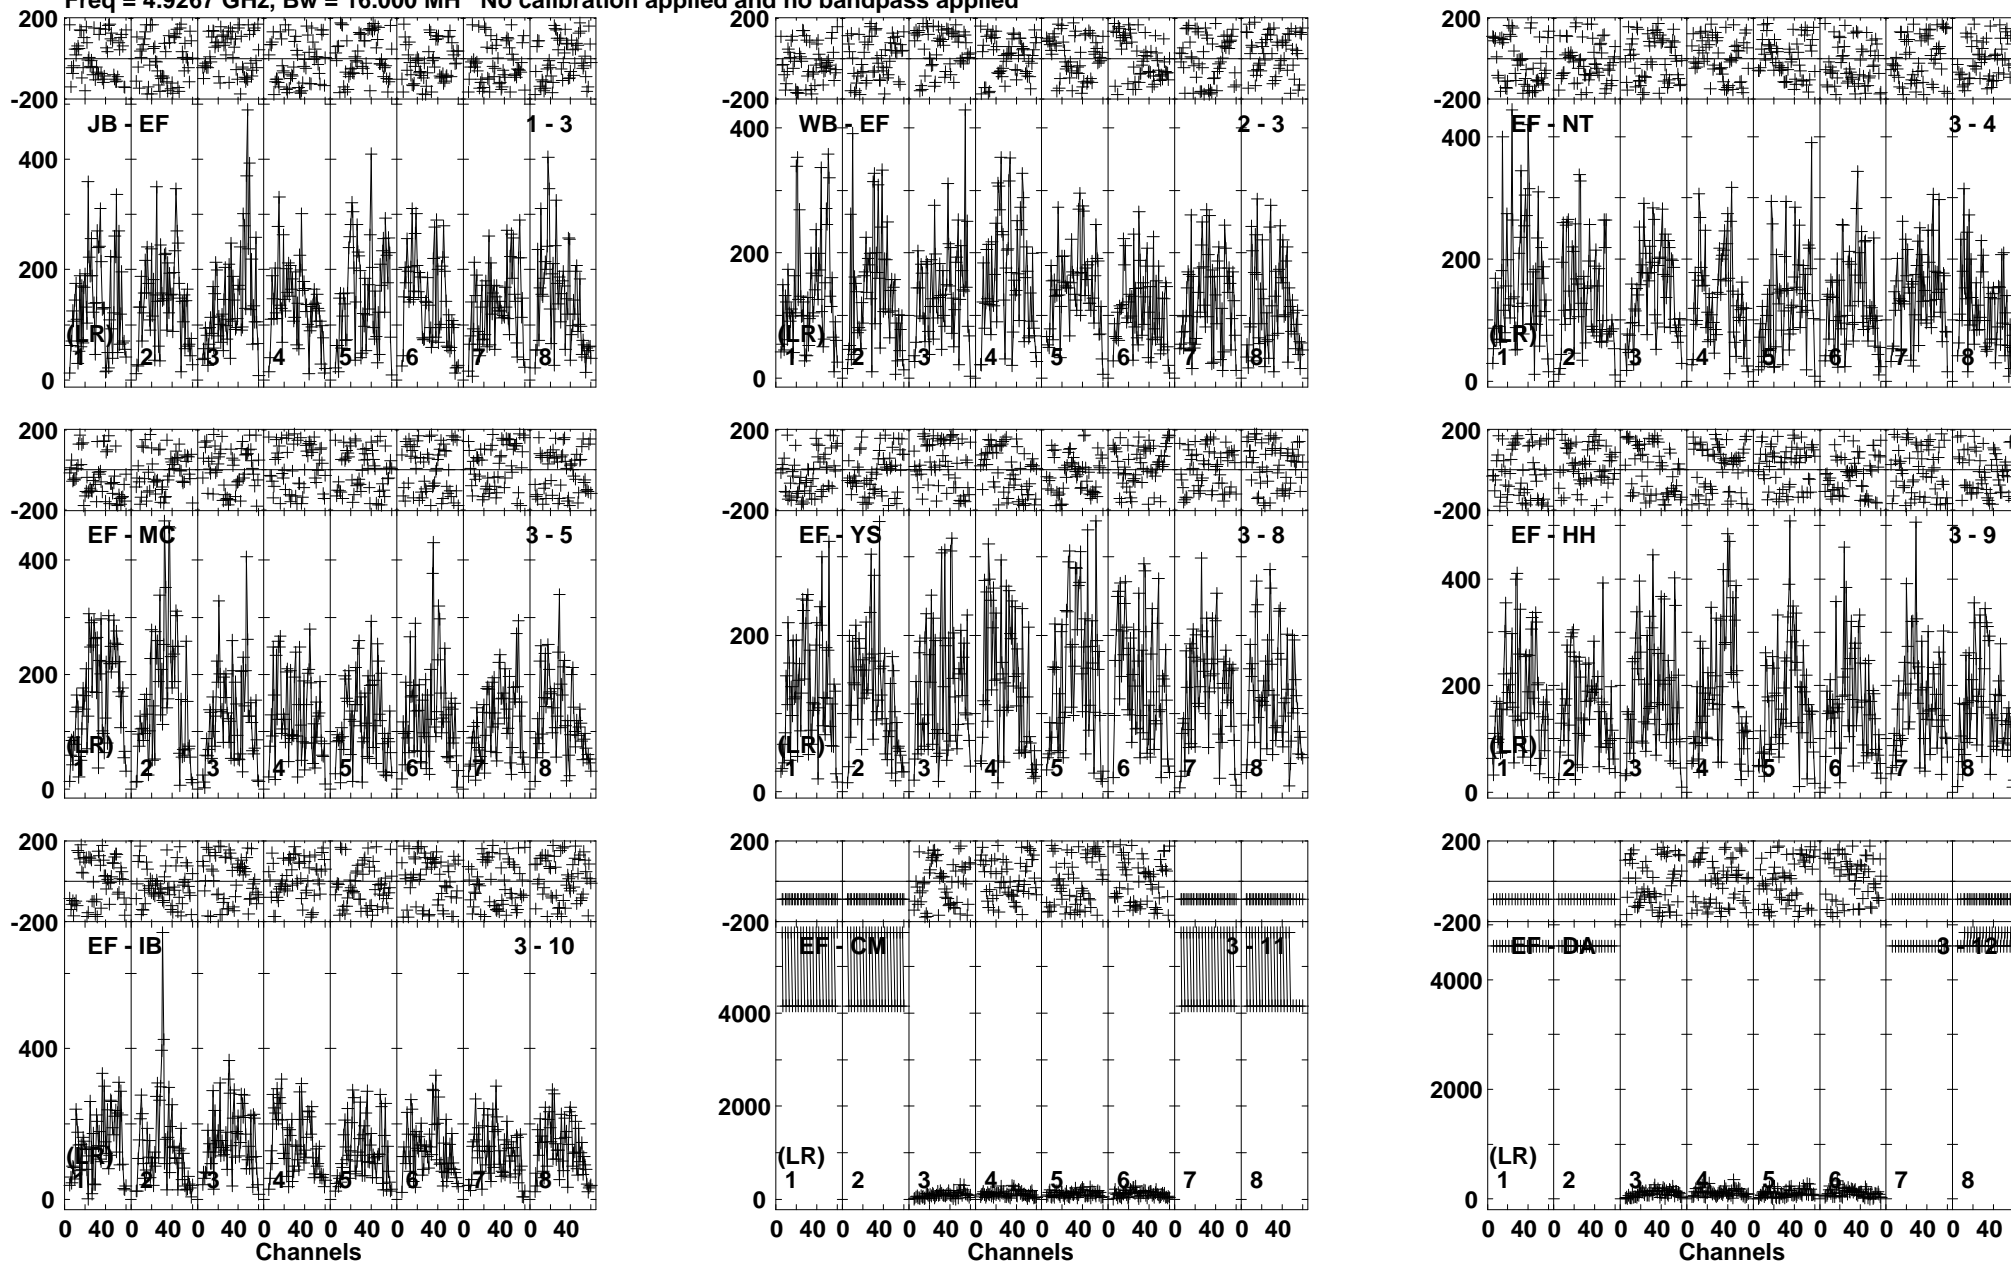 Freq = 4.9267 GHz, Bw = 16.000 MH No calibration applied and no bandpass applied
200
-200
JB - EF
1 - 3
400
200
0
(LR)
1 2 3 4 5 6 7 8
200
-200
WB - EF
2 - 3
400
200
0
(LR)
1 2 3 4 5 6 7 8
200
-200
EF - NT
3 - 4
400
200
0
(LR)
1 2 3 4 5 6 7 8
200
-200
EF - MC
3 - 5
400
200
0
(LR)
1 2 3 4 5 6 7 8
200
-200
EF - YS
3 - 8
200
0
(LR)
1 2 3 4 5 6 7 8
200
-200
EF - HH
3 - 9
400
200
0
(LR)
1 2 3 4 5 6 7 8
200
-200
EF - IB
3 - 10
400
0
(LR)
1 2 3 4 5 6 7 8
0 40 0 40 0 40 0 40 0 40 0 40 0 40 0 40
Channels
200
-200
EF - CM
3 - 11
4000
2000
0
(LR)
1 2 3 4 5 6 7 8
0 40 0 40 0 40 0 40 0 40 0 40 0 40 0 40
Channels
200
-200
EF - DA
3 - 12
4000
2000
0
(LR)
1 2 3 4 5 6 7 8
0 40 0 40 0 40 0 40 0 40 0 40 0 40 0 40
Channels